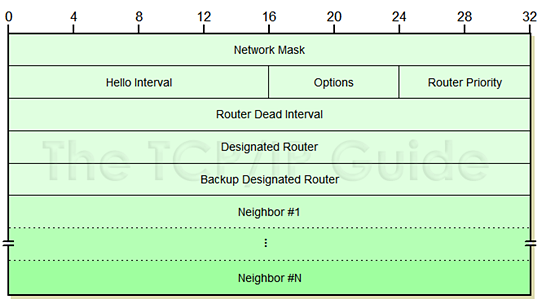 0 4 8 12 16 20 24 28 32
Network Mask
Hello Interval Options Router Priority
Router Dead Interval
Designated Router
The TCP/IP Guide
Backup Designated Router
Neighbor #1
⋮
Neighbor #N